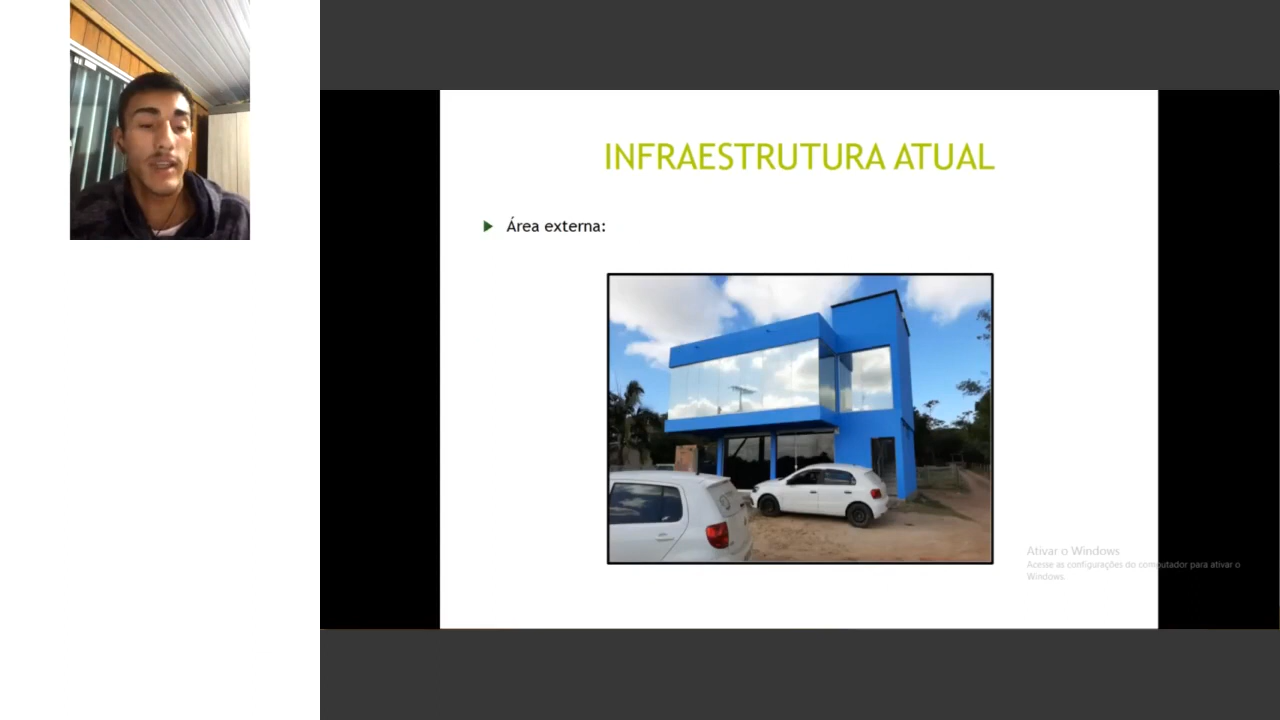 INFRAESTRUTURA ATUAL
Área externa:
Ativar o Windows
Acesse as configurações do computador para ativar o
Windows.